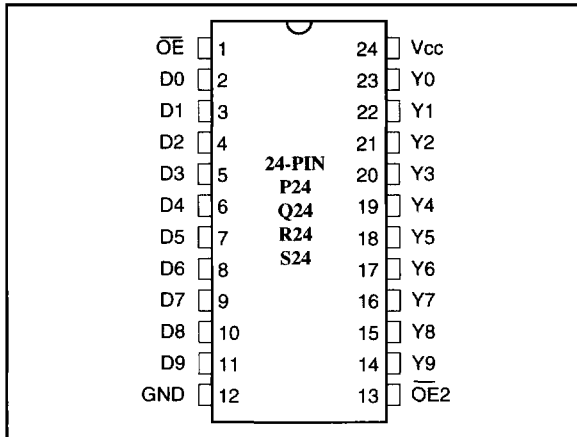 O̅E̅ 1 24 Vcc
D0 2 23 Y0
D1 3 22 Y1
D2 4 21 Y2
D3 5 20 Y3
D4 6 19 Y4
D5 7 18 Y5
D6 8 17 Y6
D7 9 16 Y7
D8 10 15 Y8
D9 11 14 Y9
GND 12 13 O̅E̅2
24-PIN
P24
Q24
R24
S24